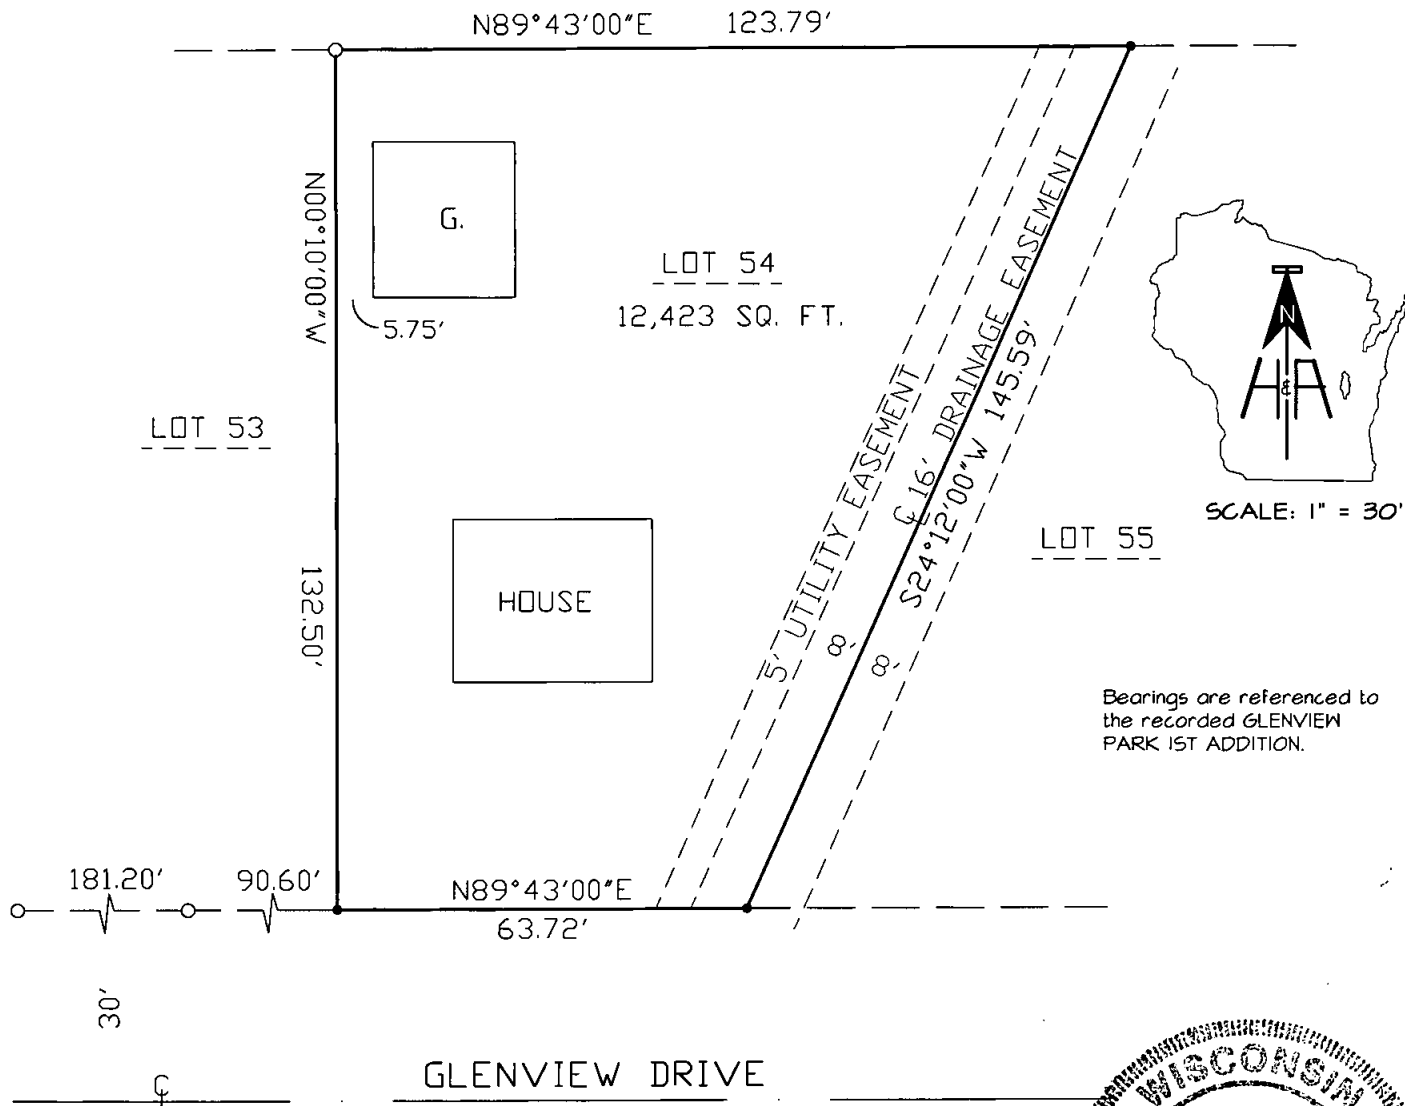 N89°43'00"E 123.79'
N00°10'00"W
132.50'
G.
5.75'
LOT 54
12,423 SQ. FT.
LOT 53
HOUSE
5' UTILITY EASEMENT
℄ 16' DRAINAGE EASEMENT
S24°12'00"W 145.59'
8'
8'
LOT 55
N
A&A
SCALE: 1" = 30'
Bearings are referenced to
the recorded GLENVIEW
PARK 1ST ADDITION.
181.20'
90.60'
N89°43'00"E
63.72'
30'
℄
GLENVIEW DRIVE
WISCONSIN